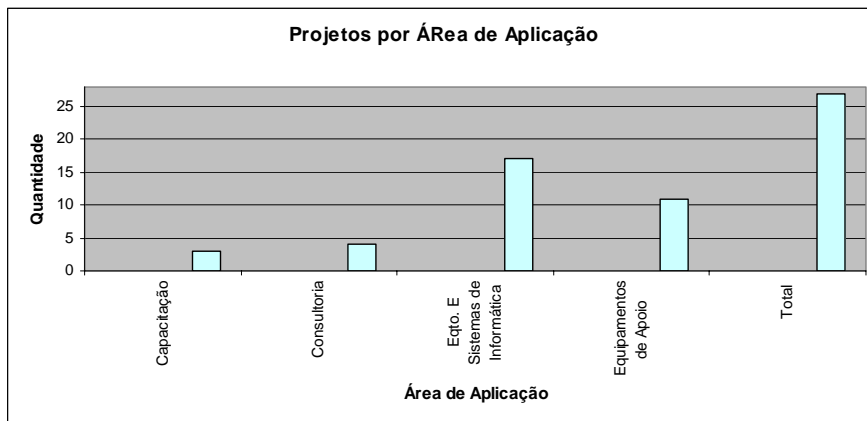 Projetos por ÁRea de Aplicação
Quantidade
25
20
15
10
5
0
Capacitação
Consultoria
Eqto. E
Sistemas de
Informática
Equipamentos
de Apoio
Total
Área de Aplicação